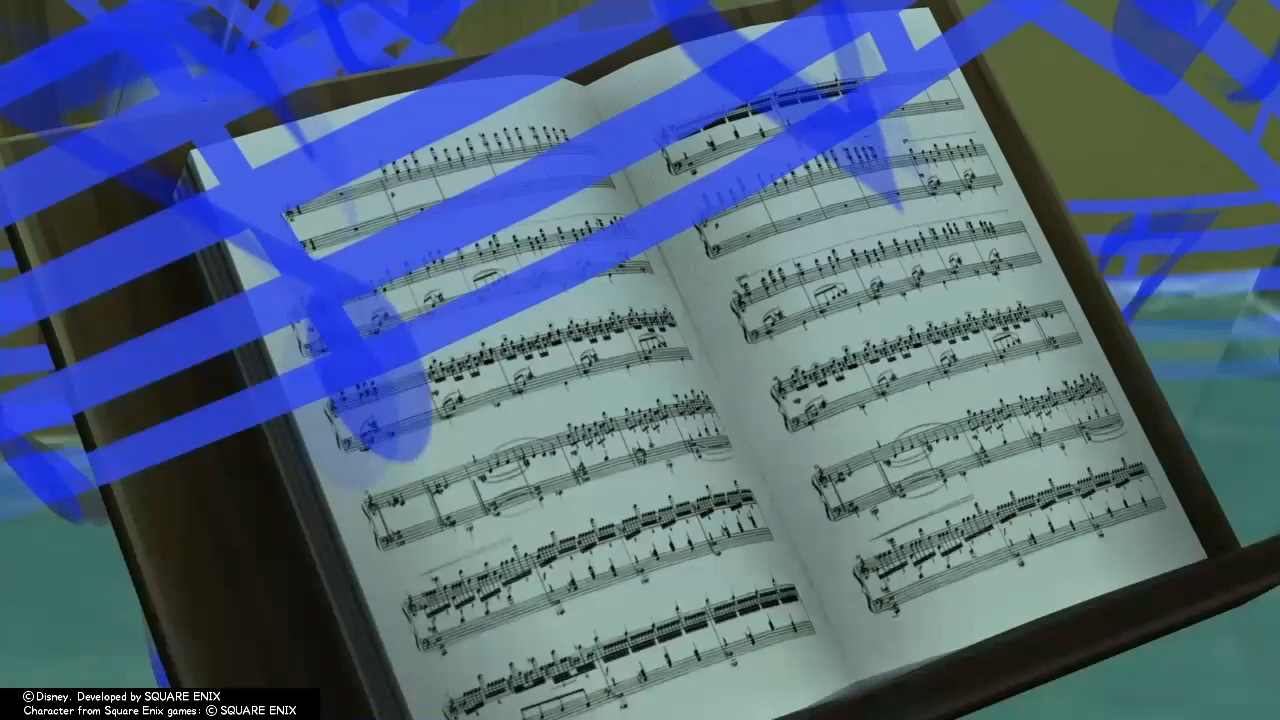 ©Disney. Developed by SQUARE ENIX
Character from Square Enix games: © SQUARE ENIX